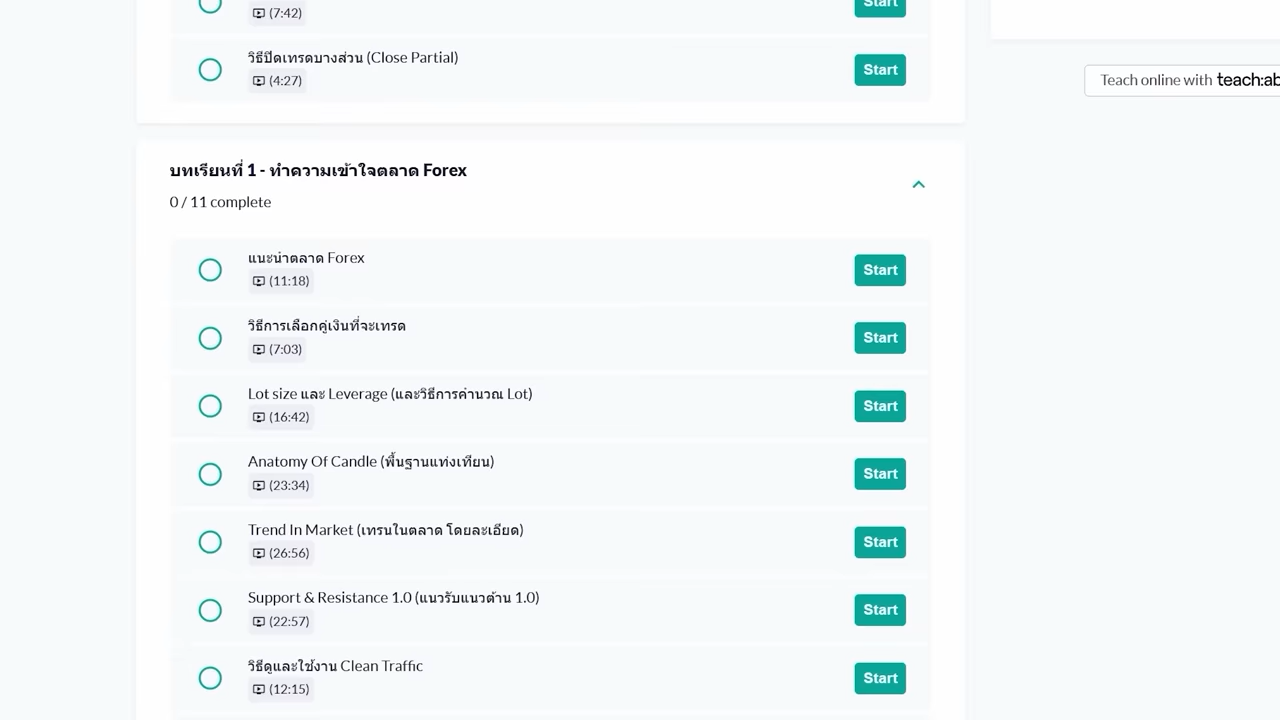 (7:42)
Start
วิธีปิดเทรดบางส่วน (Close Partial)
(4:27)
Start
Teach online with teach:ab
บทเรียนที่ 1 - ทำความเข้าใจตลาด Forex
0 / 11 complete
แนะนำตลาด Forex
(11:18)
Start
วิธีการเลือกคู่เงินที่จะเทรด
(7:03)
Start
Lot size และ Leverage (และวิธีการคำนวณ Lot)
(16:42)
Start
Anatomy Of Candle (พื้นฐานแท่งเทียน)
(23:34)
Start
Trend In Market (เทรนในตลาด โดยละเอียด)
(26:56)
Start
Support & Resistance 1.0 (แนวรับแนวต้าน 1.0)
(22:57)
Start
วิธีดูและใช้งาน Clean Traffic
(12:15)
Start